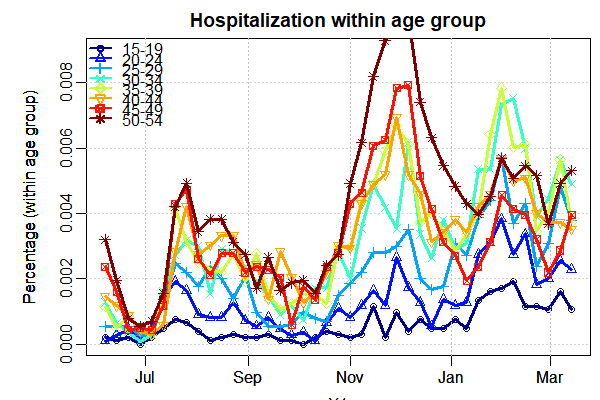 Hospitalization within age group
Percentage (within age group)
0.008
0.006
0.004
0.002
0.000
15-19
20-24
25-29
30-34
35-39
40-44
45-49
50-54
Jul
Sep
Nov
Jan
Mar